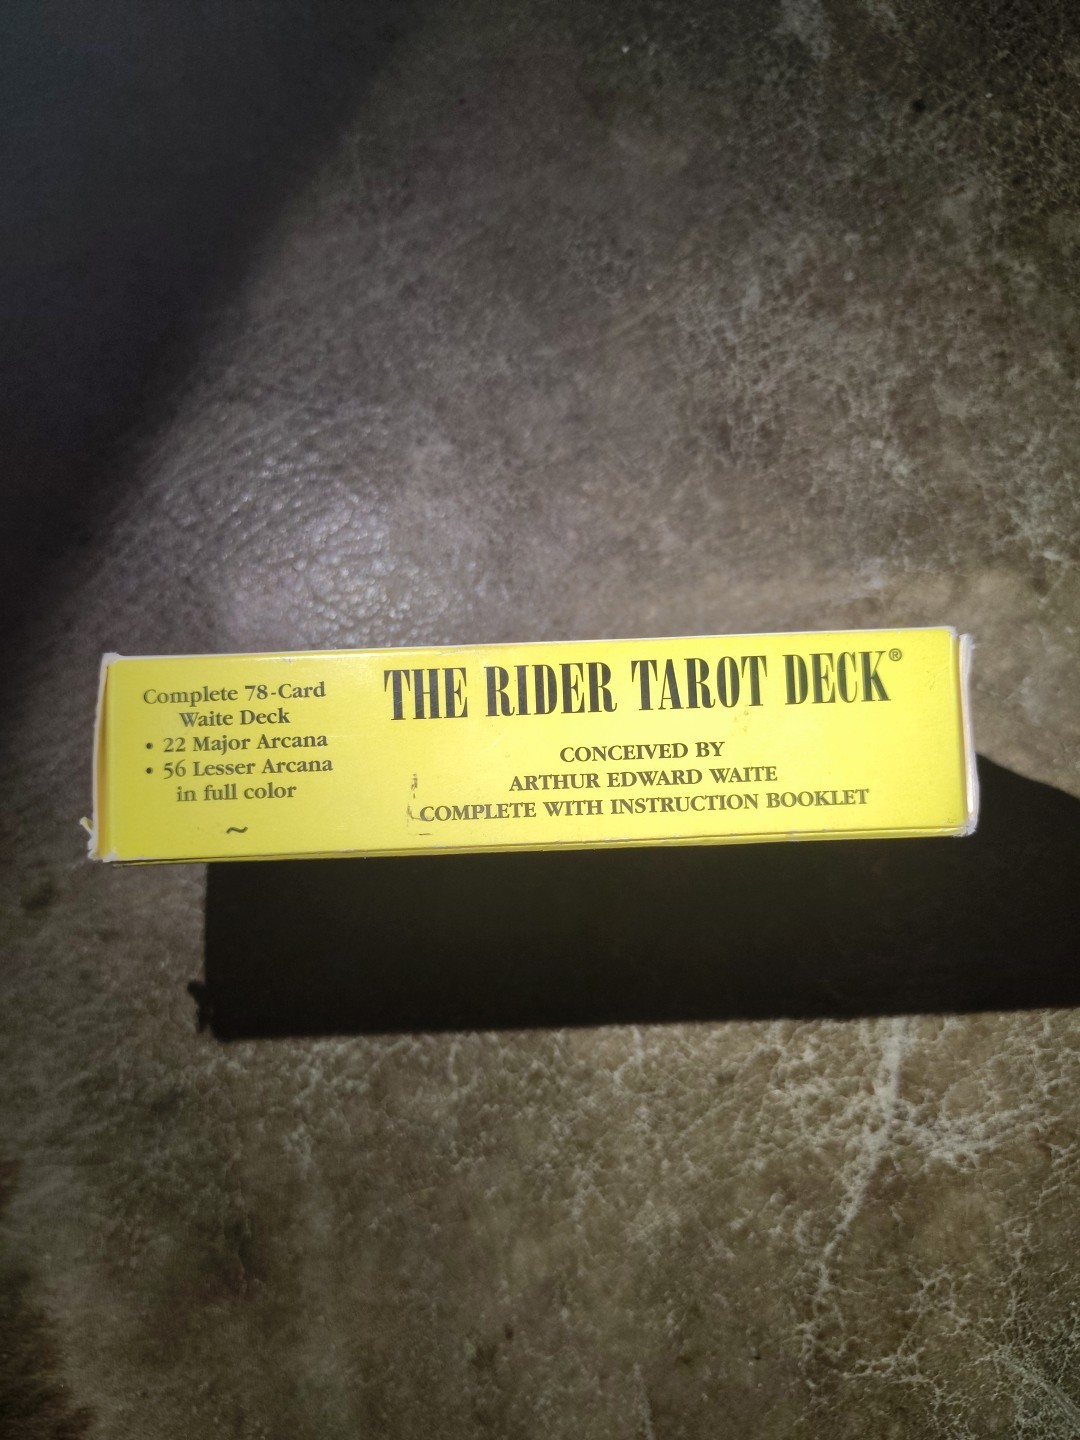 Complete 78-Card
Waite Deck
• 22 Major Arcana
• 56 Lesser Arcana
in full color
~
THE RIDER TAROT DECK®
CONCEIVED BY
ARTHUR EDWARD WAITE
COMPLETE WITH INSTRUCTION BOOKLET